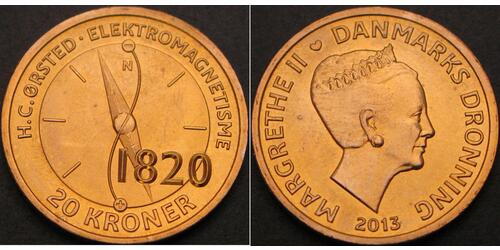 H.C. ØRSTED · ELEKTROMAGNETISME
N
1820
20 KRONER
MARGRETHE II ♥ DANMARKS DRONNING
2013